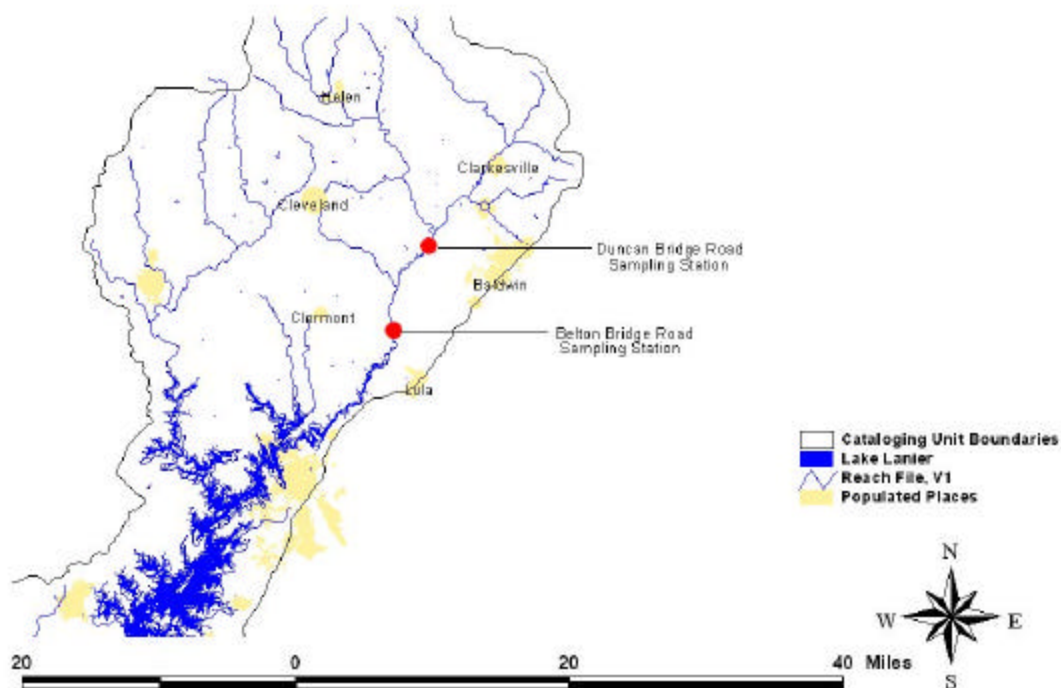 Helen
Clarkesville
Cleveland
Duncan Bridge Road
Sampling Station
Baldwin
Clermont
Belton Bridge Road
Sampling Station
Lula
Cataloging Unit Boundaries
Lake Lanier
Reach File, V1
Populated Places
N
W E
S
20 0 20 40 Miles